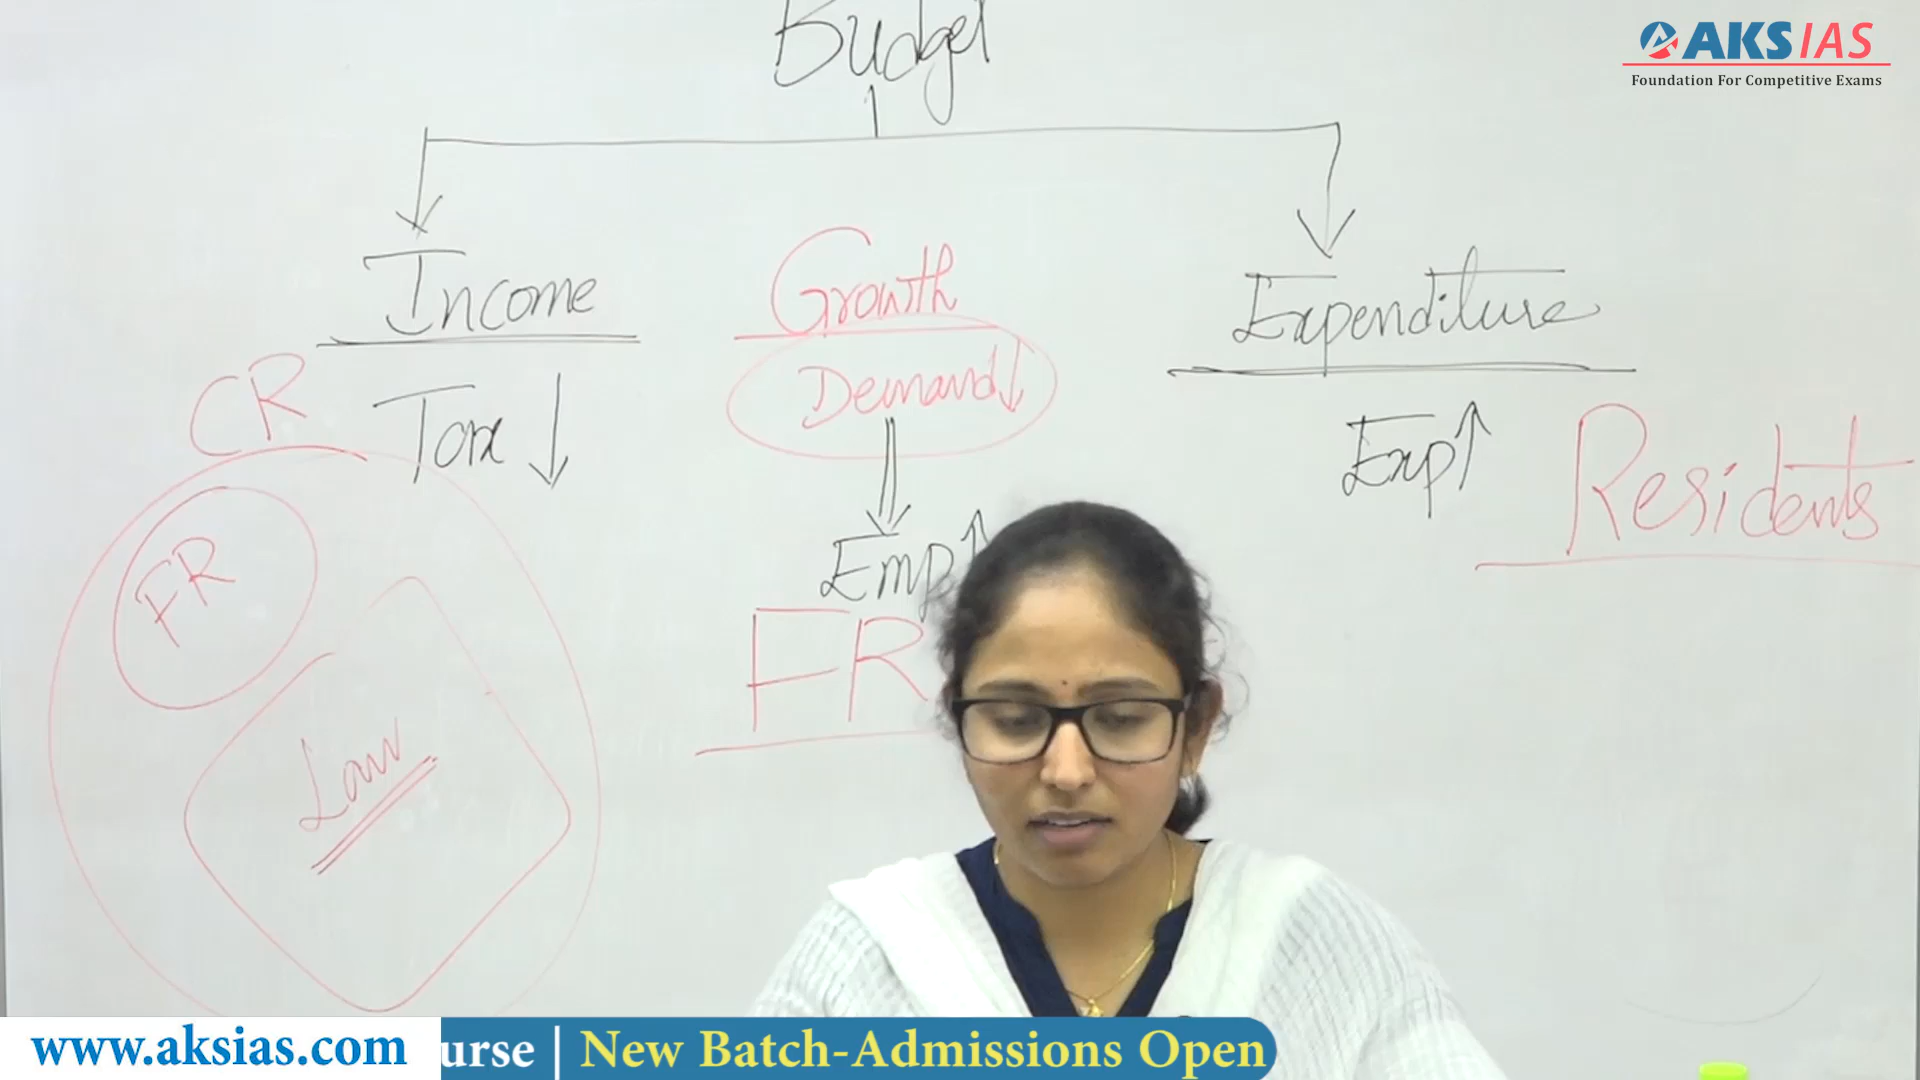 Budget
AKS IAS
Foundation For Competitive Exams
Income
Growth
Expenditure
CR
Tax ↓
Demand ↓
Exp ↑
Residents
FR
Emp ↑
FR
Law
www.aksias.com
urse | New Batch-Admissions Open